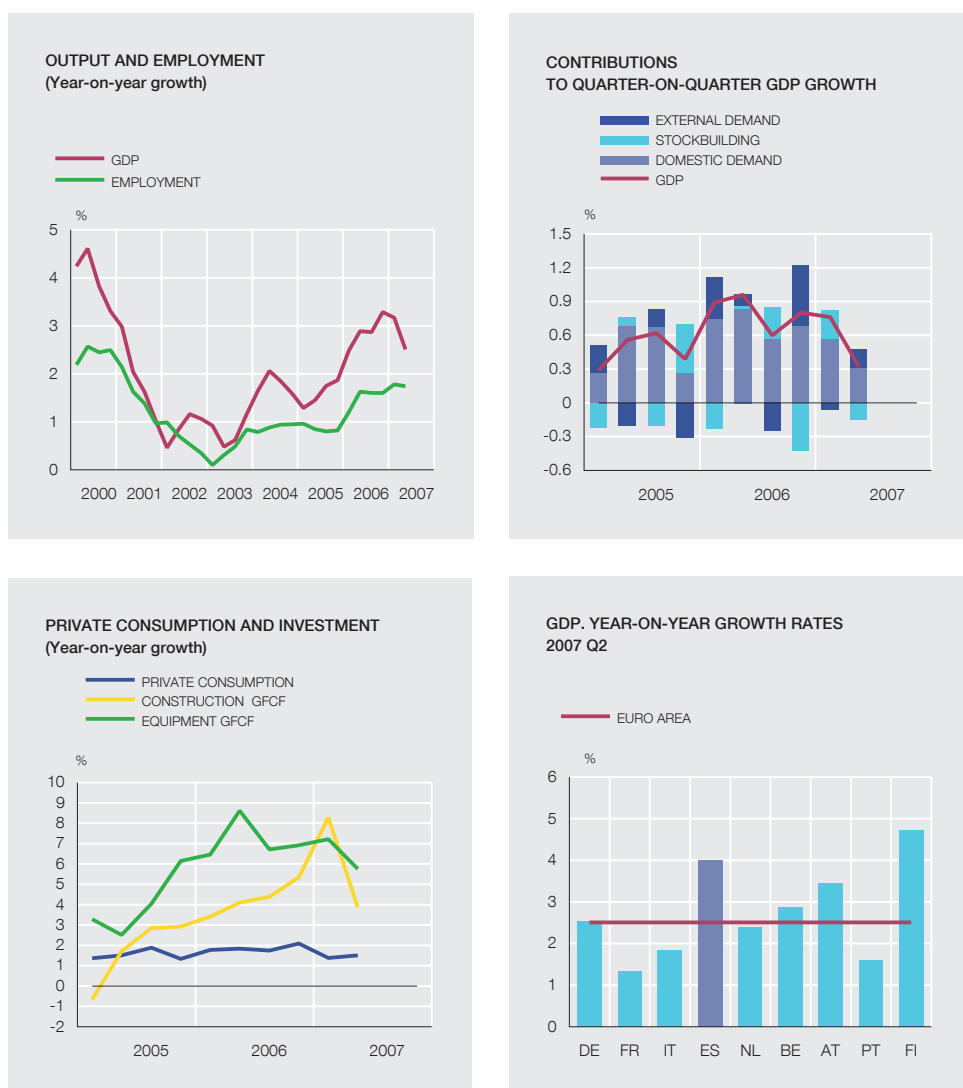 OUTPUT AND EMPLOYMENT
(Year-on-year growth)
GDP
EMPLOYMENT
%
5
4
3
2
1
0
2000 2001 2002 2003 2004 2005 2006 2007
CONTRIBUTIONS
TO QUARTER-ON-QUARTER GDP GROWTH
EXTERNAL DEMAND
STOCKBUILDING
DOMESTIC DEMAND
GDP
%
1.5
1.2
0.9
0.6
0.3
0
-0.3
-0.6
2005 2006 2007
PRIVATE CONSUMPTION AND INVESTMENT
(Year-on-year growth)
PRIVATE CONSUMPTION
CONSTRUCTION GFCF
EQUIPMENT GFCF
%
10
9
8
7
6
5
4
3
2
1
0
-1
-2
2005 2006 2007
GDP. YEAR-ON-YEAR GROWTH RATES
2007 Q2
EURO AREA
%
6
5
4
3
2
1
0
DE FR IT ES NL BE AT PT FI